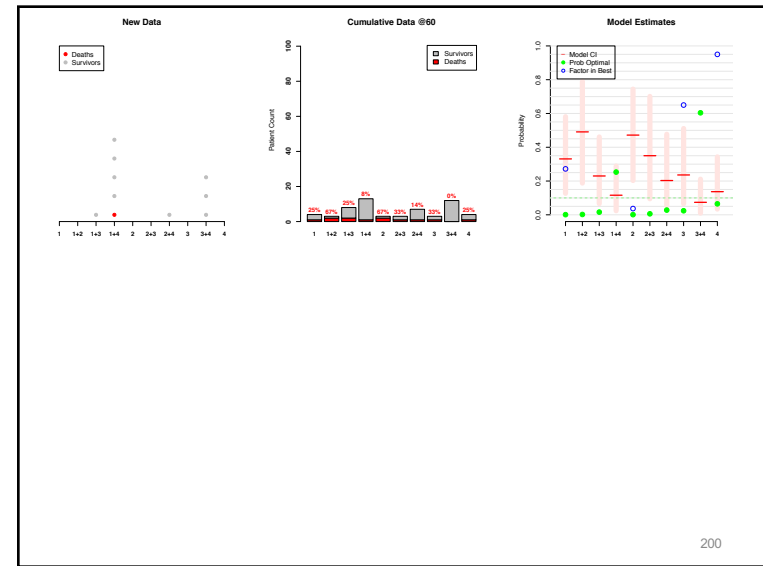 New Data
Deaths
Survivors
1 1+2 1+3 1+4 2 2+3 2+4 3 3+4 4
Cumulative Data @60
Survivors
Deaths
Patient Count
100
80
60
40
20
0
25% 67% 25% 8% 67% 33% 14% 33% 0% 25%
1 1+2 1+3 1+4 2 2+3 2+4 3 3+4 4
Model Estimates
Model CI
Prob Optimal
Factor in Best
Probability
1.0
0.8
0.6
0.4
0.2
0.0
1 1+2 1+3 1+4 2 2+3 2+4 3 3+4 4
200